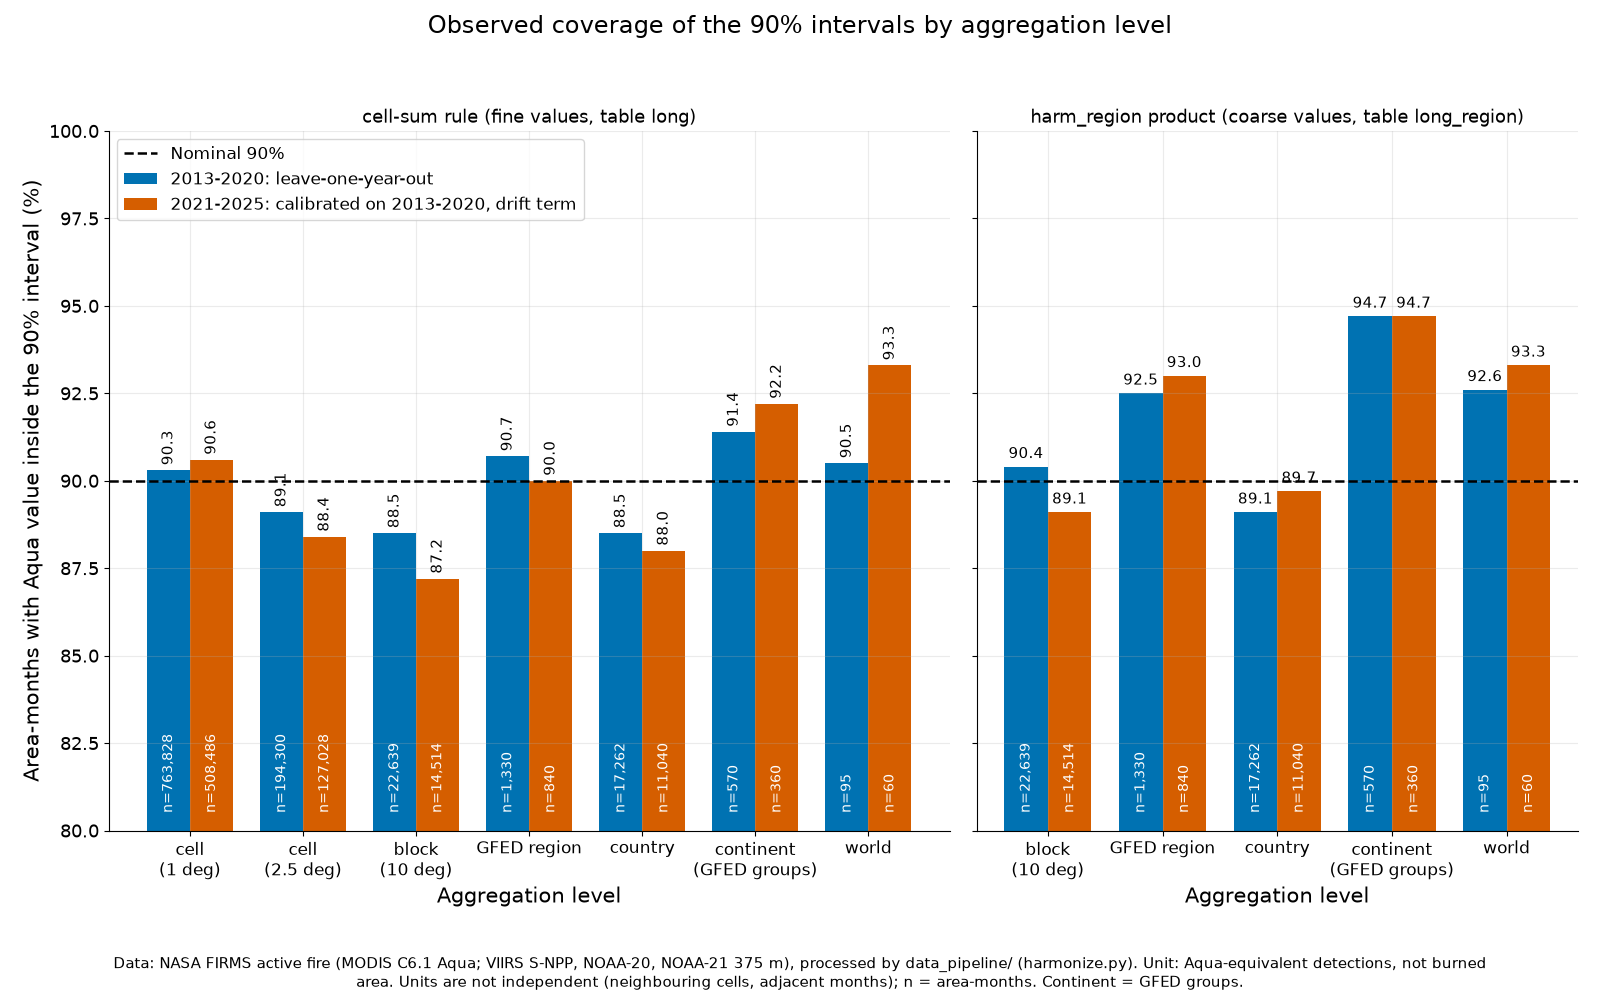 Observed coverage of the 90% intervals by aggregation level
cell-sum rule (fine values, table long)
Area-months with Aqua value inside the 90% interval (%)
100.0
97.5
95.0
92.5
90.0
87.5
85.0
82.5
80.0
Nominal 90%
2013-2020: leave-one-year-out
2021-2025: calibrated on 2013-2020, drift term
90.3
90.6
89.1
88.4
88.5
87.2
90.7
90.0
88.5
88.0
91.4
92.2
90.5
93.3
n=763,828
n=508,486
n=194,300
n=127,028
n=22,639
n=14,514
n=1,330
n=840
n=17,262
n=11,040
n=570
n=360
n=95
n=60
cell
(1 deg)
cell
(2.5 deg)
block
(10 deg)
GFED region
country
continent
(GFED groups)
world
Aggregation level
harm_region product (coarse values, table long_region)
90.4
89.1
92.5
93.0
89.1
89.7
94.7
94.7
92.6
93.3
n=22,639
n=14,514
n=1,330
n=840
n=17,262
n=11,040
n=570
n=360
n=95
n=60
block
(10 deg)
GFED region
country
continent
(GFED groups)
world
Aggregation level
Data: NASA FIRMS active fire (MODIS C6.1 Aqua; VIIRS S-NPP, NOAA-20, NOAA-21 375 m), processed by data_pipeline/ (harmonize.py). Unit: Aqua-equivalent detections, not burned
area. Units are not independent (neighbouring cells, adjacent months); n = area-months. Continent = GFED groups.